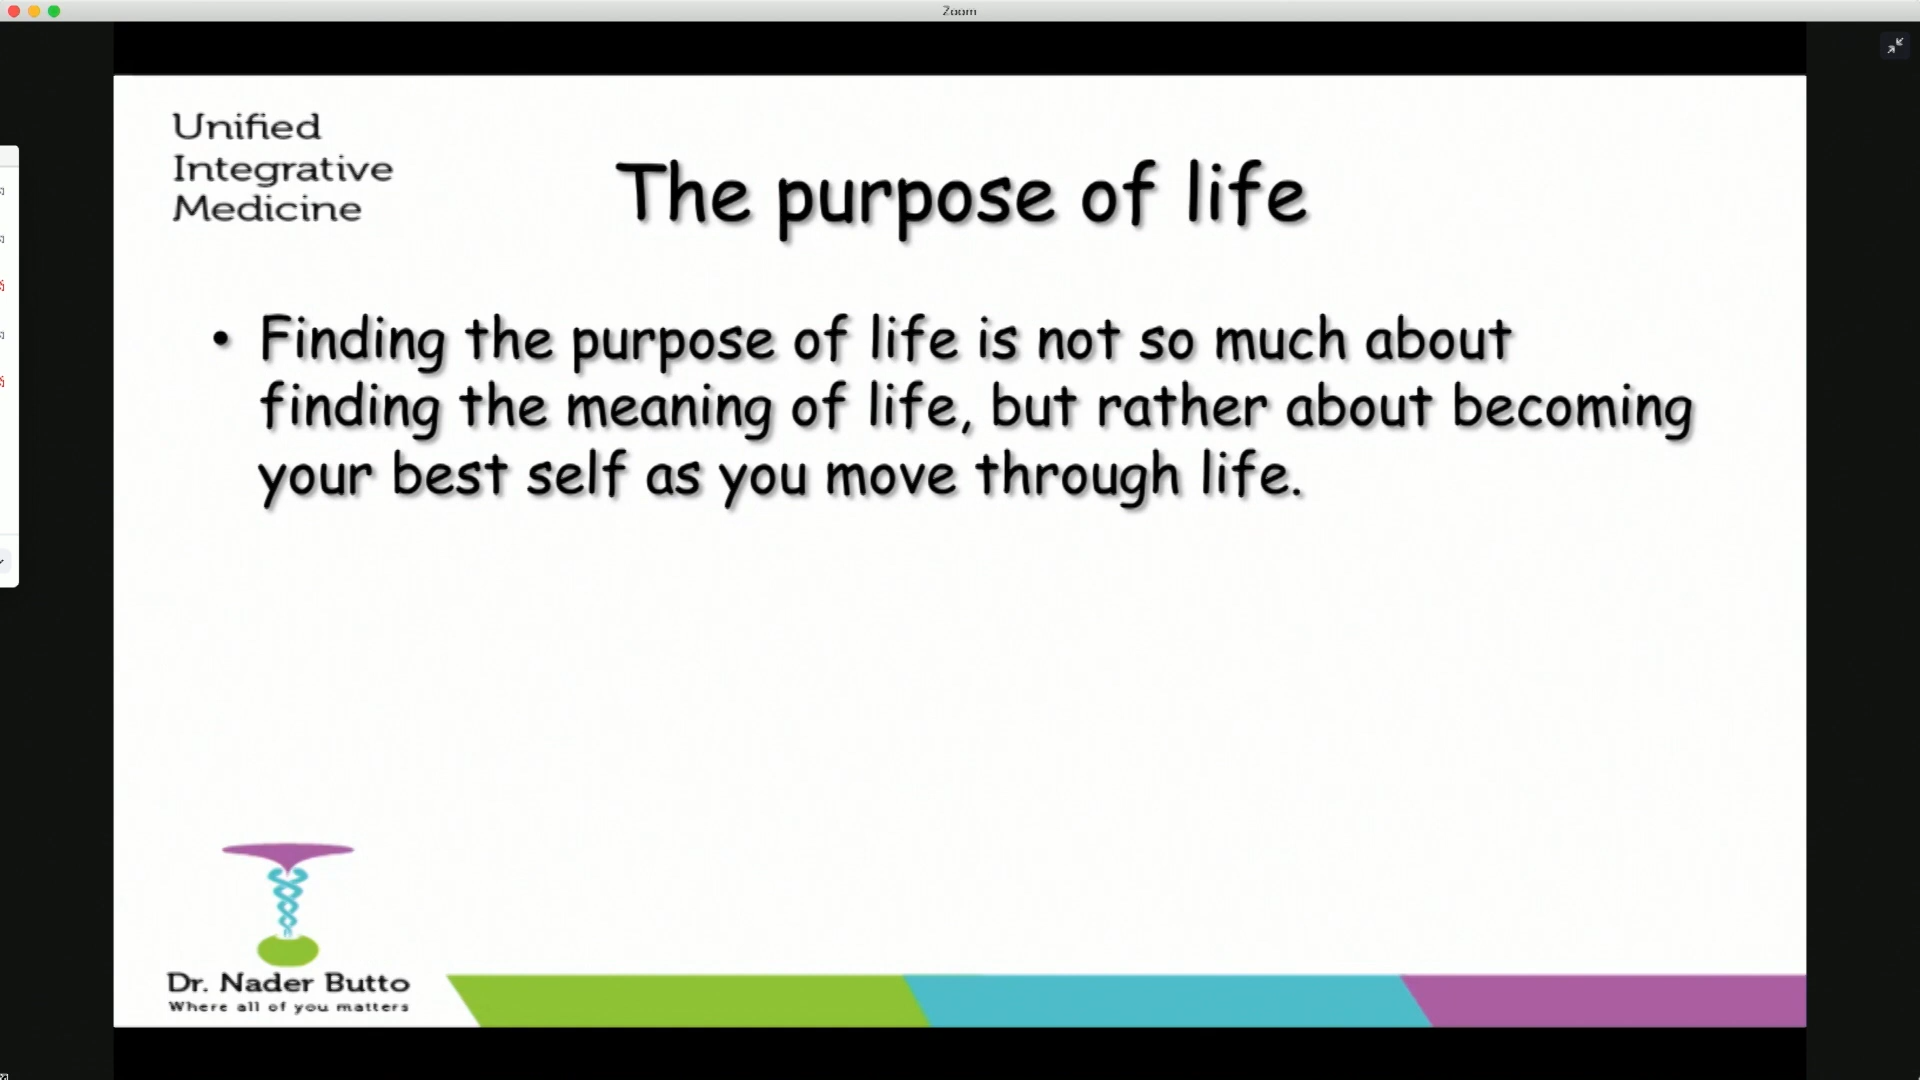 Zoom
Unified
Integrative
Medicine
The purpose of life
• Finding the purpose of life is not so much about
finding the meaning of life, but rather about becoming
your best self as you move through life.
Dr. Nader Butto
Where all of you matters